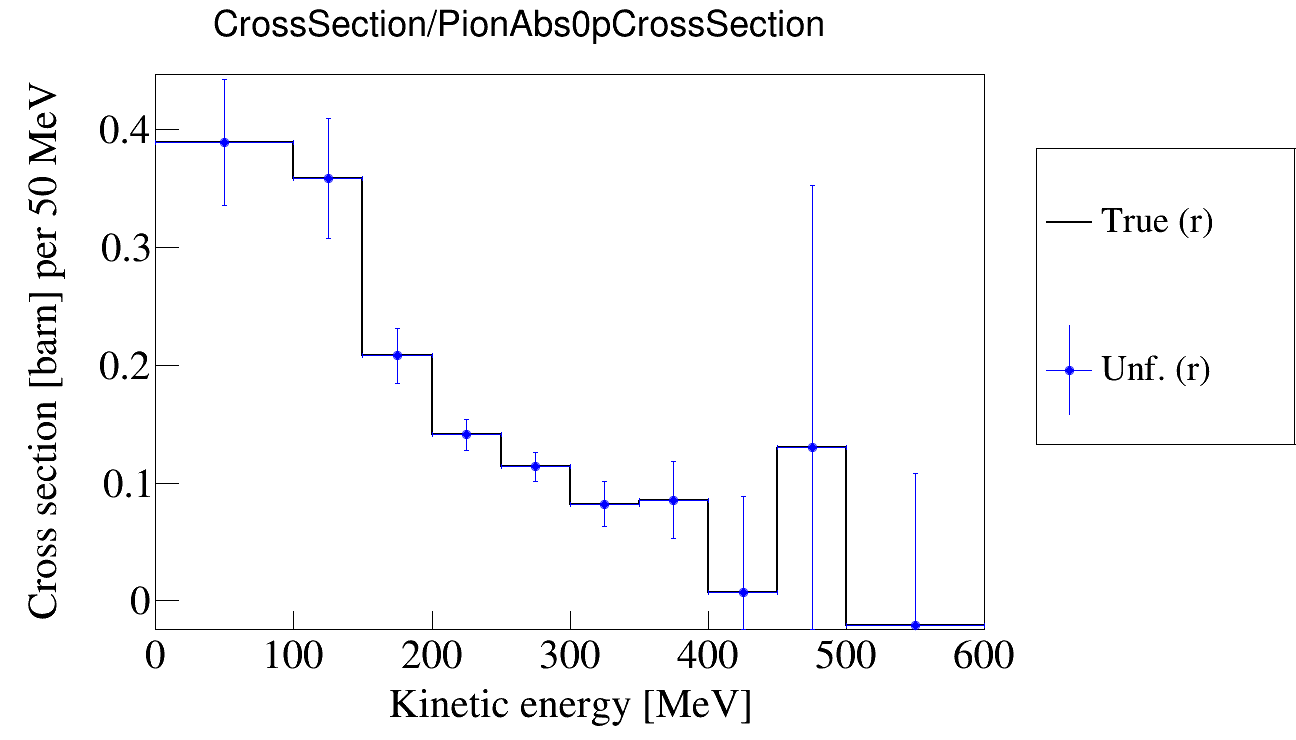 CrossSection/PionAbs0pCrossSection
Cross section [barn] per 50 MeV
0.4
0.3
0.2
0.1
0
0 100 200 300 400 500 600
Kinetic energy [MeV]
True (r)
Unf. (r)